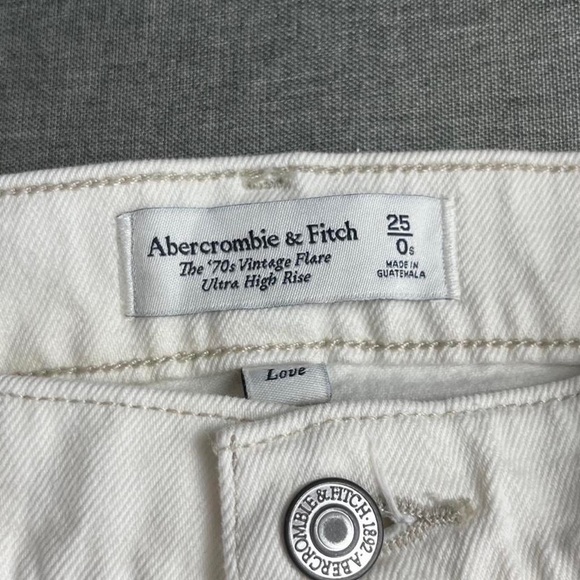 Abercrombie & Fitch
The '70s Vintage Flare
Ultra High Rise
25
0s
MADE IN
GUATEMALA
Love
ABERCROMBIE & FITCH · 1892 ·